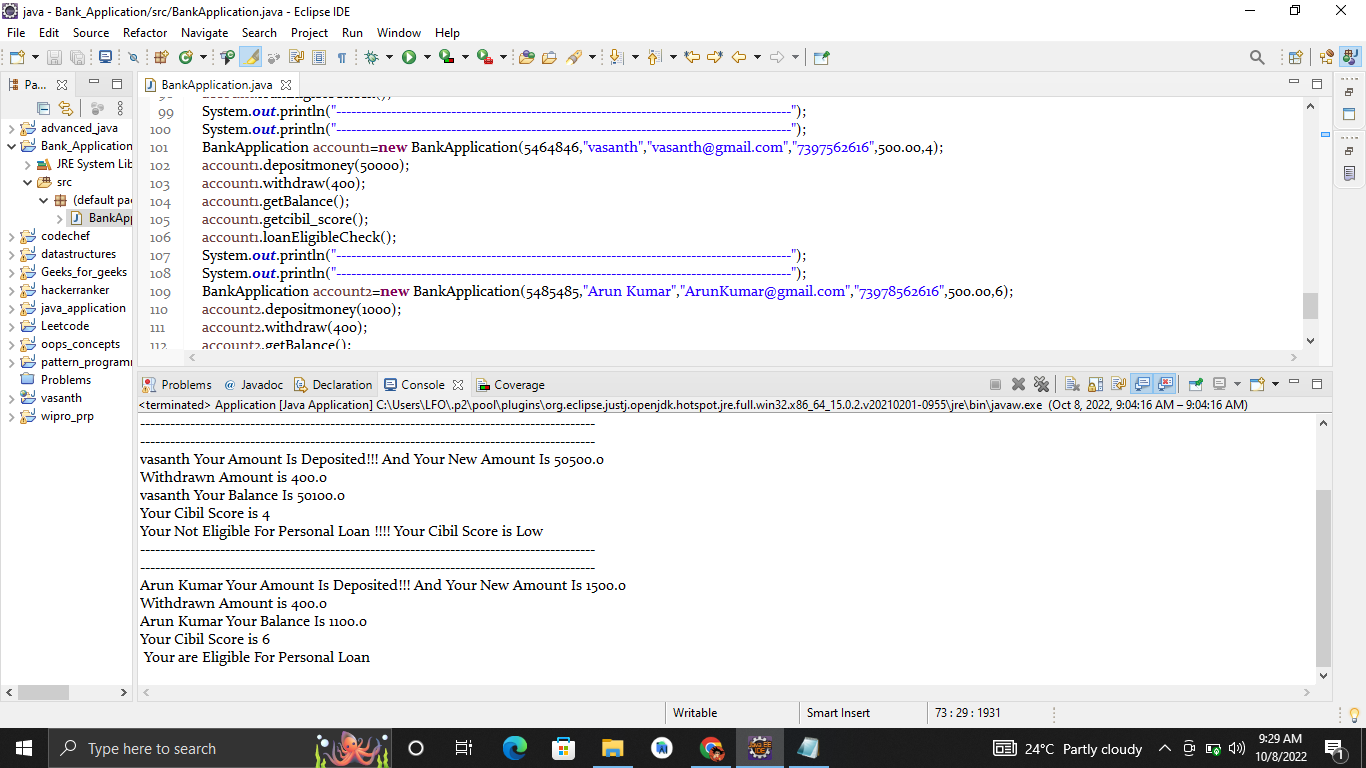 java - Bank_Application/src/BankApplication.java - Eclipse IDE
File Edit Source Refactor Navigate Search Project Run Window Help
Pa...
BankApplication.java
advanced_java
Bank_Application
JRE System Lib
src
(default pac
BankApp
codechef
datastructures
Geeks_for_geeks
hackerranker
java_application
Leetcode
oops_concepts
pattern_programm
Problems
vasanth
wipro_prp
99 System.out.println("-------------------------------------------------------------------------------------------");
100 System.out.println("-------------------------------------------------------------------------------------------");
101 BankApplication account1=new BankApplication(5464846,"vasanth","vasanth@gmail.com","7397562616",500.00,4);
102 account1.depositmoney(50000);
103 account1.withdraw(400);
104 account1.getBalance();
105 account1.getcibil_score();
106 account1.loanEligibleCheck();
107 System.out.println("-------------------------------------------------------------------------------------------");
108 System.out.println("-------------------------------------------------------------------------------------------");
109 BankApplication account2=new BankApplication(5485485,"Arun Kumar","ArunKumar@gmail.com","73978562616",500.00,6);
110 account2.depositmoney(1000);
111 account2.withdraw(400);
112 account2.getBalance();
Problems @ Javadoc Declaration Console Coverage
<terminated> Application [Java Application] C:\Users\LFO\.p2\pool\plugins\org.eclipse.justj.openjdk.hotspot.jre.full.win32.x86_64_15.0.2.v20210201-0955\jre\bin\javaw.exe (Oct 8, 2022, 9:04:16 AM – 9:04:16 AM)
-------------------------------------------------------------------------------------------
-------------------------------------------------------------------------------------------
vasanth Your Amount Is Deposited!!! And Your New Amount Is 50500.0
Withdrawn Amount is 400.0
vasanth Your Balance Is 50100.0
Your Cibil Score is 4
Your Not Eligible For Personal Loan !!!! Your Cibil Score is Low
-------------------------------------------------------------------------------------------
-------------------------------------------------------------------------------------------
Arun Kumar Your Amount Is Deposited!!! And Your New Amount Is 1500.0
Withdrawn Amount is 400.0
Arun Kumar Your Balance Is 1100.0
Your Cibil Score is 6
Your are Eligible For Personal Loan
Writable Smart Insert 73 : 29 : 1931
Type here to search
24°C Partly cloudy
9:29 AM
10/8/2022
1